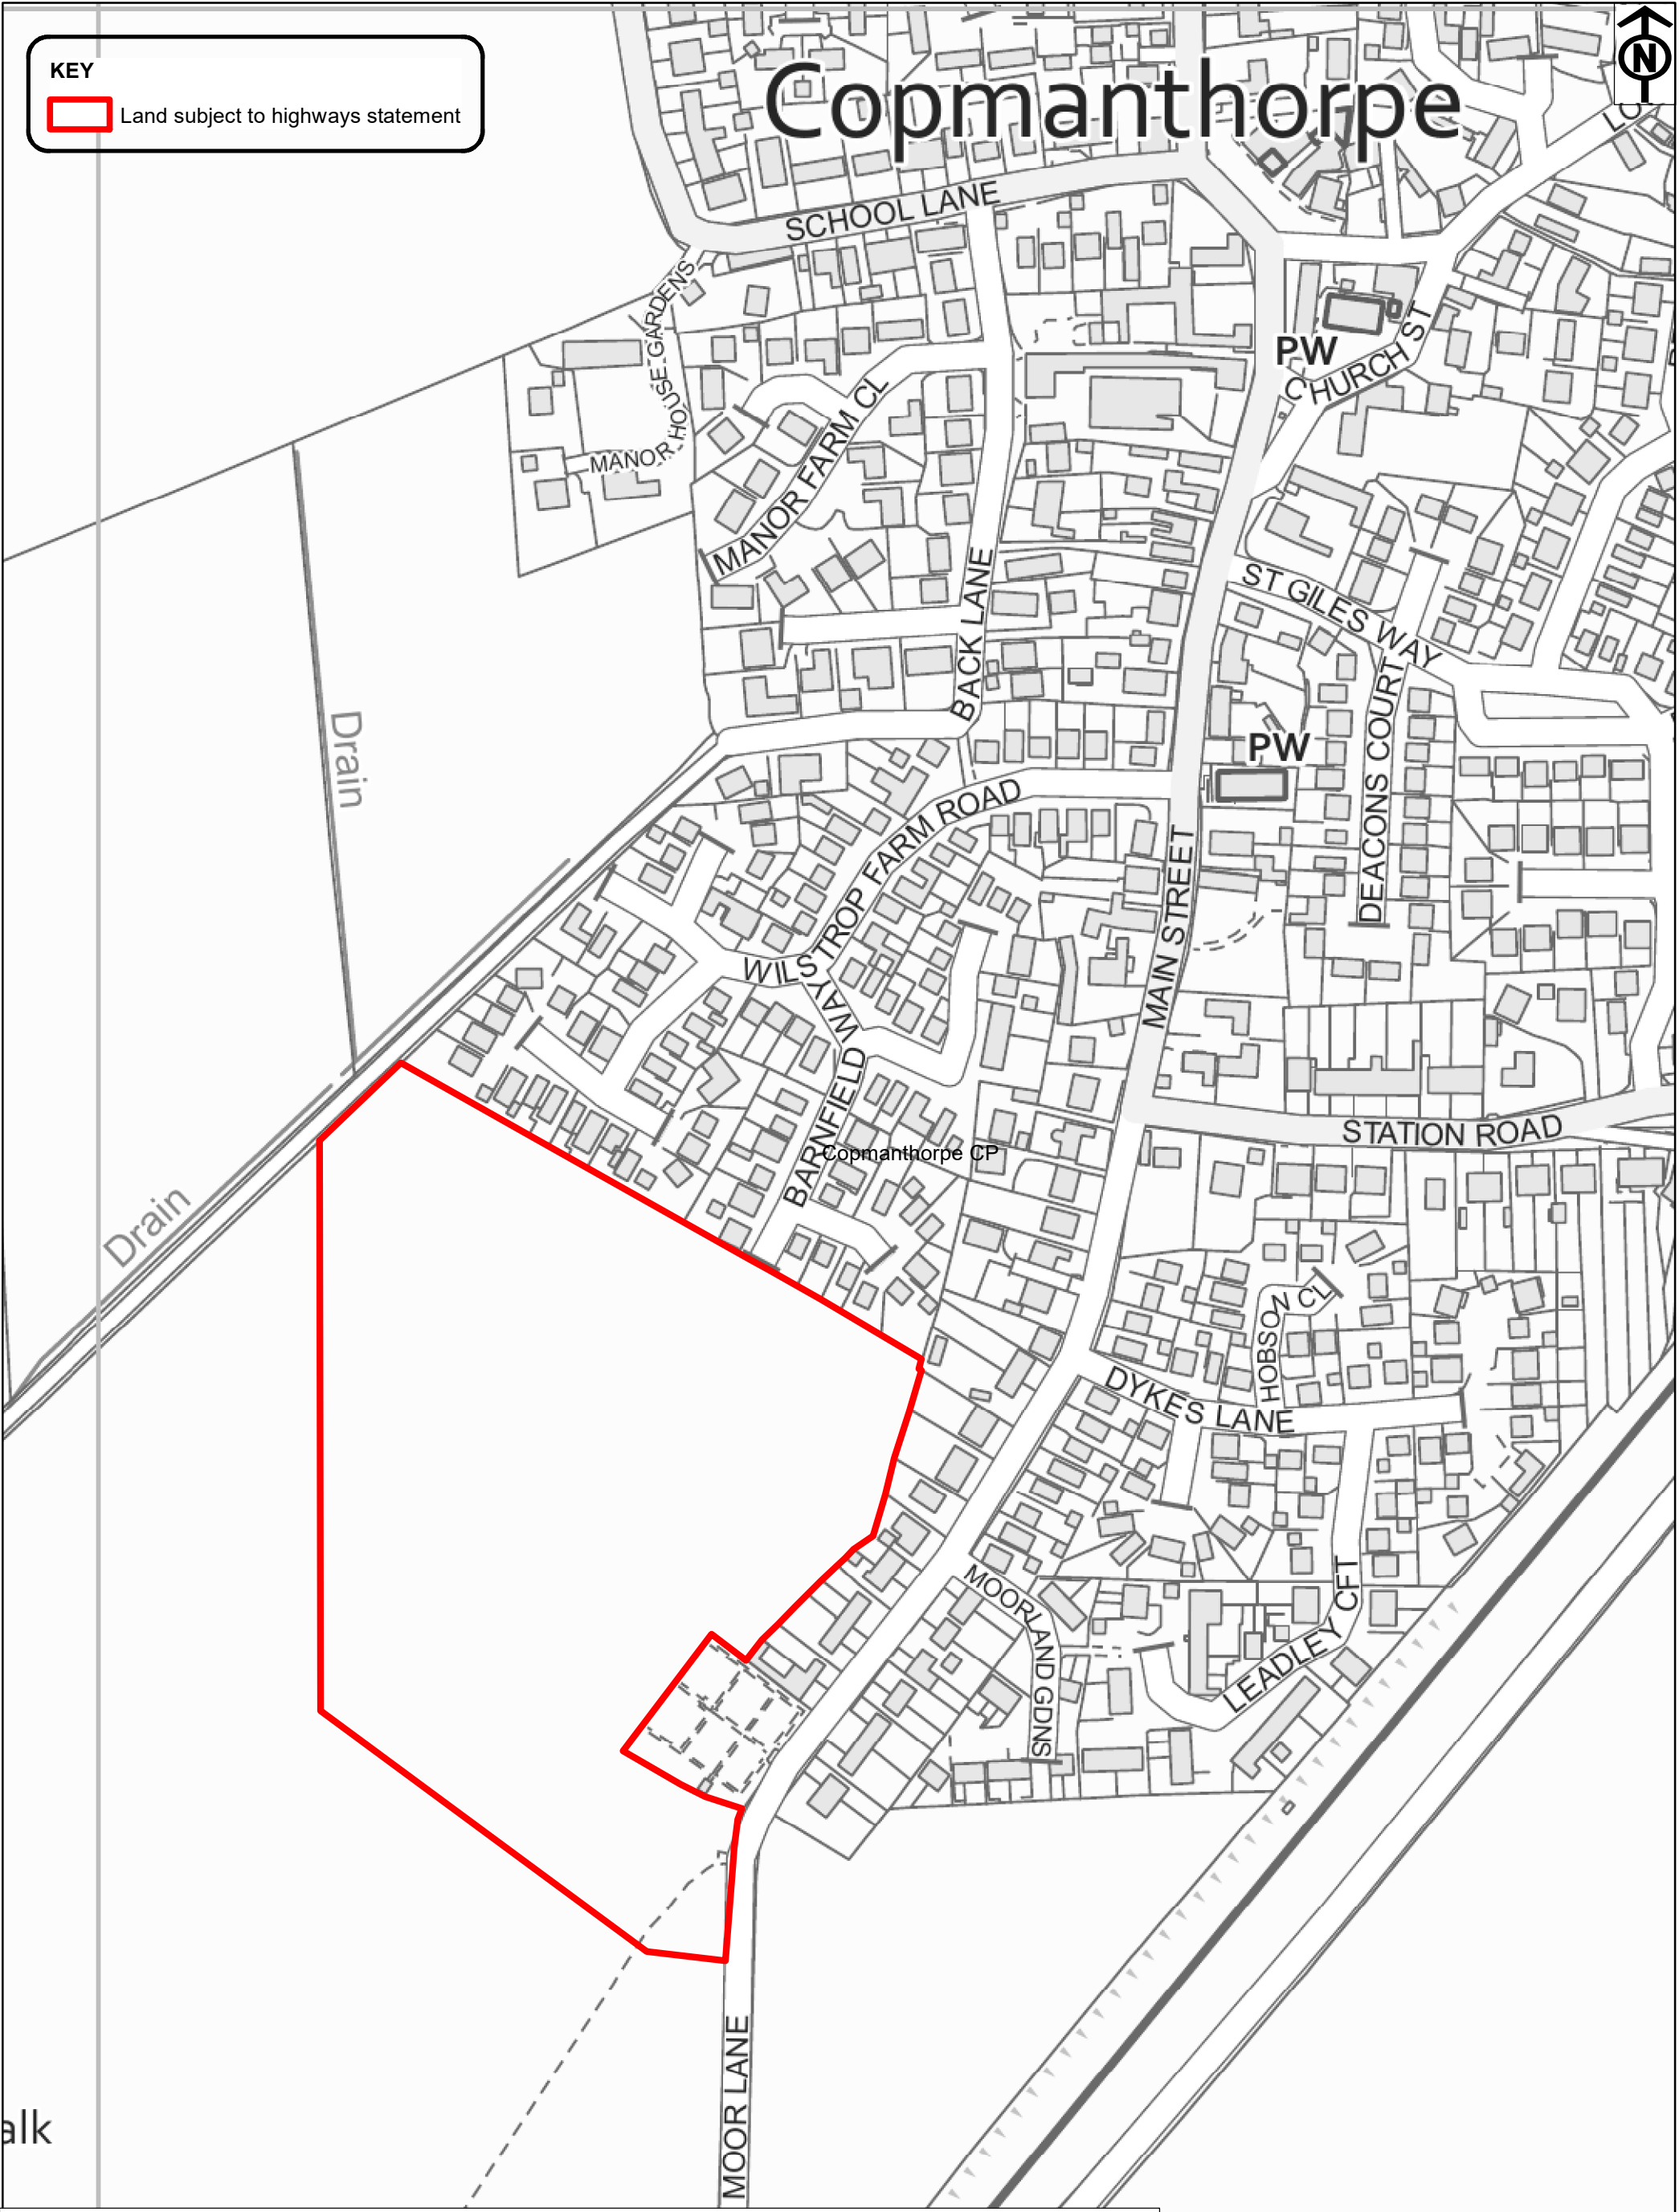 KEY
Land subject to highways statement
N
Copmanthorpe
SCHOOL LANE
MANOR HOUSE GARDENS
PW
CHURCH ST
MANOR FARM CL
BACK LANE
ST GILES WAY
Drain
DEACONS COURT
PW
WILSTROP FARM ROAD
MAIN STREET
BARNFIELD WAY
STATION ROAD
Copmanthorpe CP
Drain
HOBSON CL
DYKES LANE
MOORLAND GDNS
LEADLEY CFT
MOOR LANE
alk